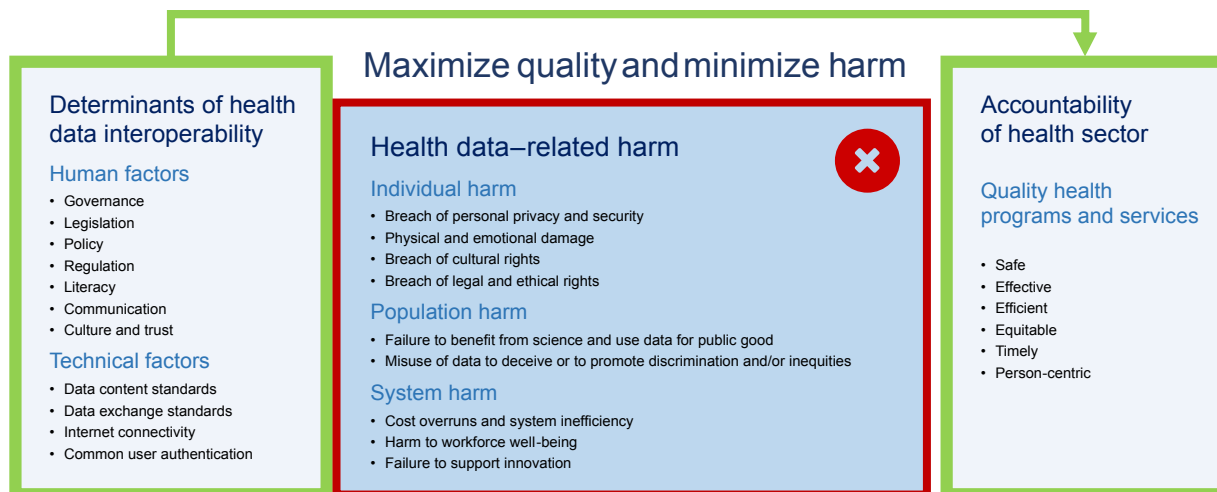 Maximize quality and minimize harm
Determinants of health
data interoperability
Human factors
• Governance
• Legislation
• Policy
• Regulation
• Literacy
• Communication
• Culture and trust
Technical factors
• Data content standards
• Data exchange standards
• Internet connectivity
• Common user authentication
Health data–related harm
Individual harm
• Breach of personal privacy and security
• Physical and emotional damage
• Breach of cultural rights
• Breach of legal and ethical rights
Population harm
• Failure to benefit from science and use data for public good
• Misuse of data to deceive or to promote discrimination and/or inequities
System harm
• Cost overruns and system inefficiency
• Harm to workforce well-being
• Failure to support innovation
Accountability
of health sector
Quality health
programs and services
• Safe
• Effective
• Efficient
• Equitable
• Timely
• Person-centric